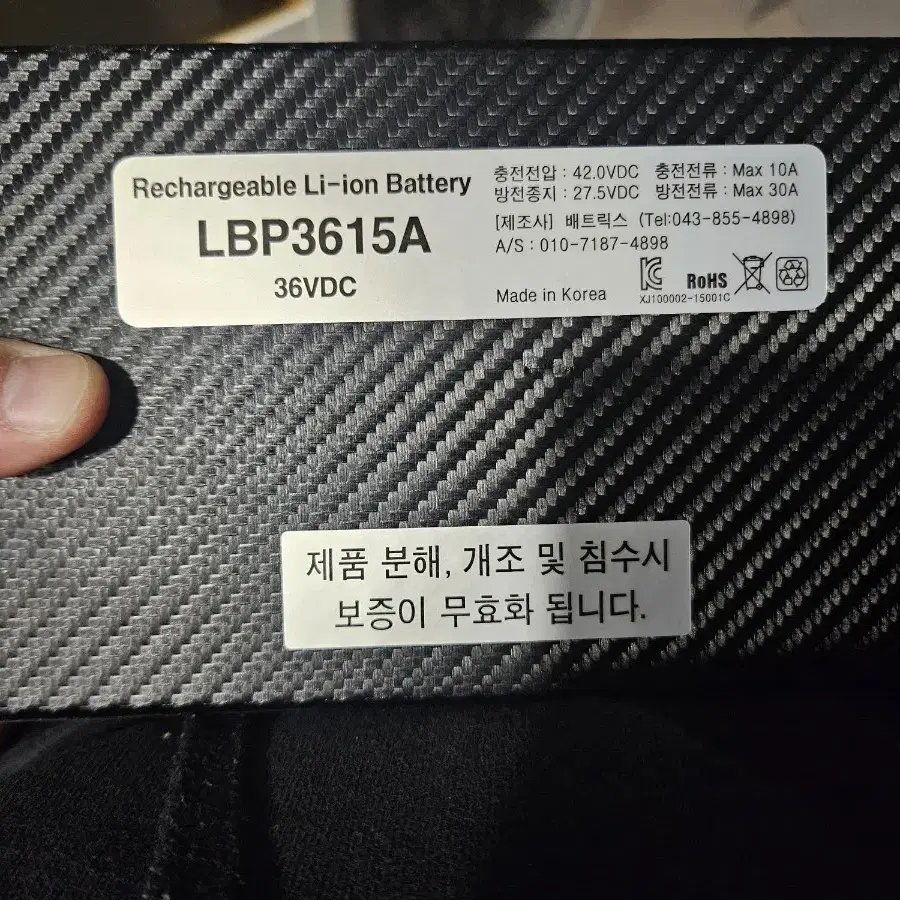 Rechargeable Li-ion Battery
LBP3615A
36VDC
충전전압 : 42.0VDC 충전전류 : Max 10A
방전종지 : 27.5VDC 방전전류 : Max 30A
[제조사] 배트릭스 (Tel:043-855-4898)
A/S : 010-7187-4898
Made in Korea
RoHS
XJ100002-15001C
제품 분해, 개조 및 침수시
보증이 무효화 됩니다.